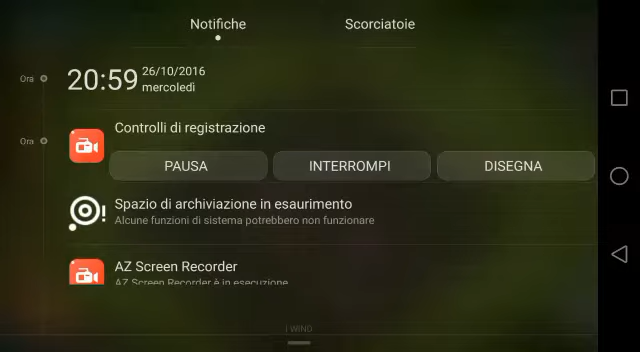 Notifiche
Scorciatoie
Ora
20:59
26/10/2016
mercoledì
Ora
Controlli di registrazione
PAUSA
INTERROMPI
DISEGNA
Spazio di archiviazione in esaurimento
Alcune funzioni di sistema potrebbero non funzionare
AZ Screen Recorder
AZ Screen Recorder è in esecuzione
I WIND